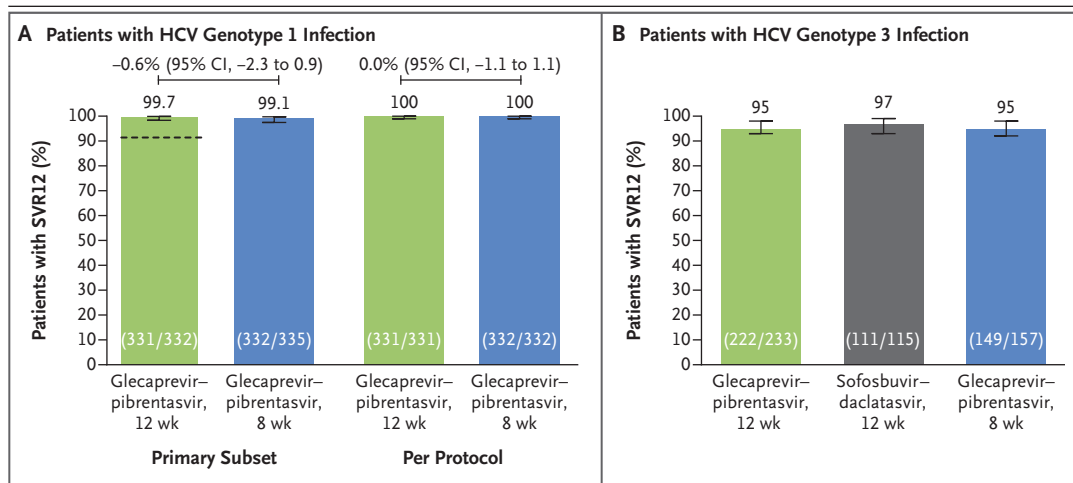 A Patients with HCV Genotype 1 Infection
–0.6% (95% CI, –2.3 to 0.9)
0.0% (95% CI, –1.1 to 1.1)
99.7
99.1
100
100
Patients with SVR12 (%)
100
90
80
70
60
50
40
30
20
10
0
(331/332)
(332/335)
(331/331)
(332/332)
Glecaprevir–
pibrentasvir,
12 wk
Glecaprevir–
pibrentasvir,
8 wk
Glecaprevir–
pibrentasvir,
12 wk
Glecaprevir–
pibrentasvir,
8 wk
Primary Subset
Per Protocol
B Patients with HCV Genotype 3 Infection
95
97
95
Patients with SVR12 (%)
100
90
80
70
60
50
40
30
20
10
0
(222/233)
(111/115)
(149/157)
Glecaprevir–
pibrentasvir,
12 wk
Sofosbuvir–
daclatasvir,
12 wk
Glecaprevir–
pibrentasvir,
8 wk